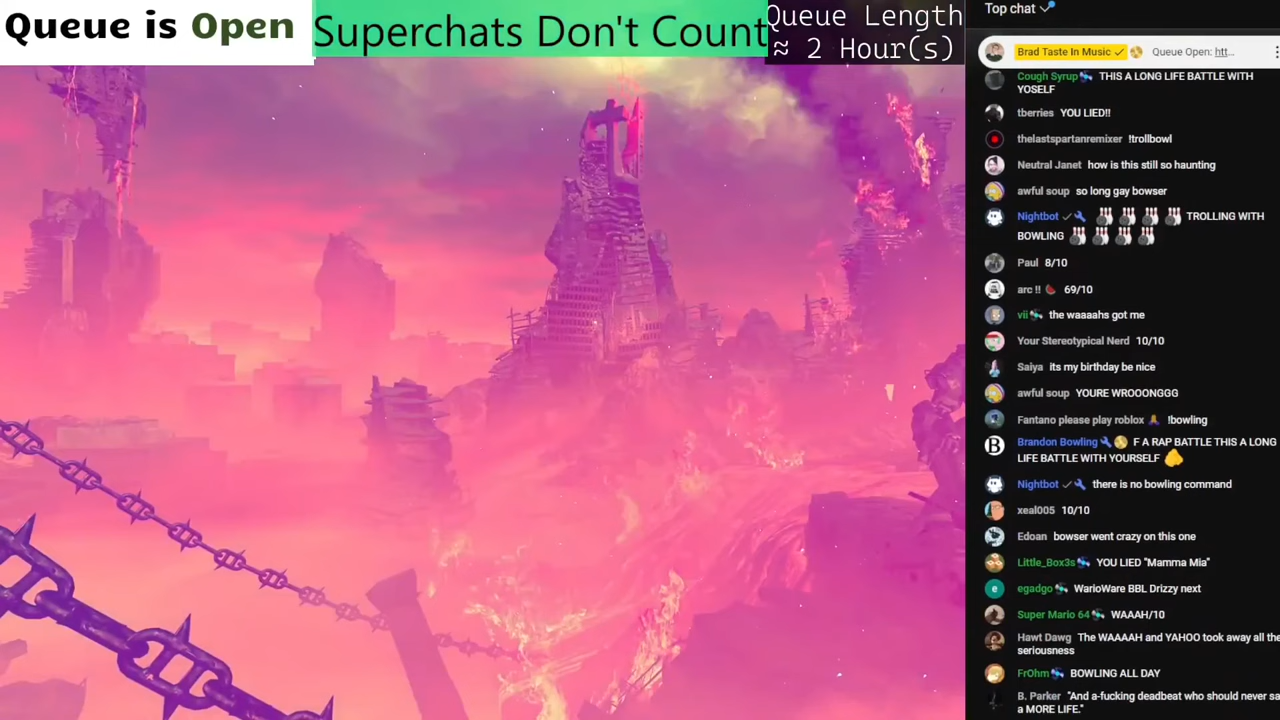 Queue is Open
Superchats Don't Count
Queue Length
≈ 2 Hour(s)
Top chat
Brad Taste In Music Queue Open: htt...
Cough Syrup THIS A LONG LIFE BATTLE WITH
YOSELF
tberries YOU LIED!!
thelastspartanremixer !trollbowl
Neutral Janet how is this still so haunting
awful soup so long gay bowser
Nightbot 🎳 🎳 🎳 🎳 TROLLING WITH
BOWLING 🎳 🎳 🎳 🎳
Paul 8/10
arc !! 🍉 69/10
vii the waaaahs got me
Your Stereotypical Nerd 10/10
Saiya its my birthday be nice
awful soup YOURE WROOONGGG
Fantano please play roblox 🙏 !bowling
B Brandon Bowling F A RAP BATTLE THIS A LONG
LIFE BATTLE WITH YOURSELF
Nightbot there is no bowling command
xeal005 10/10
Edoan bowser went crazy on this one
Little_Box3s YOU LIED "Mamma Mia"
e egadgo WarioWare BBL Drizzy next
Super Mario 64 WAAAH/10
Hawt Dawg The WAAAAH and YAHOO took away all the
seriousness
FrOhm BOWLING ALL DAY
B. Parker "And a-fucking deadbeat who should never sa
a MORE LIFE."